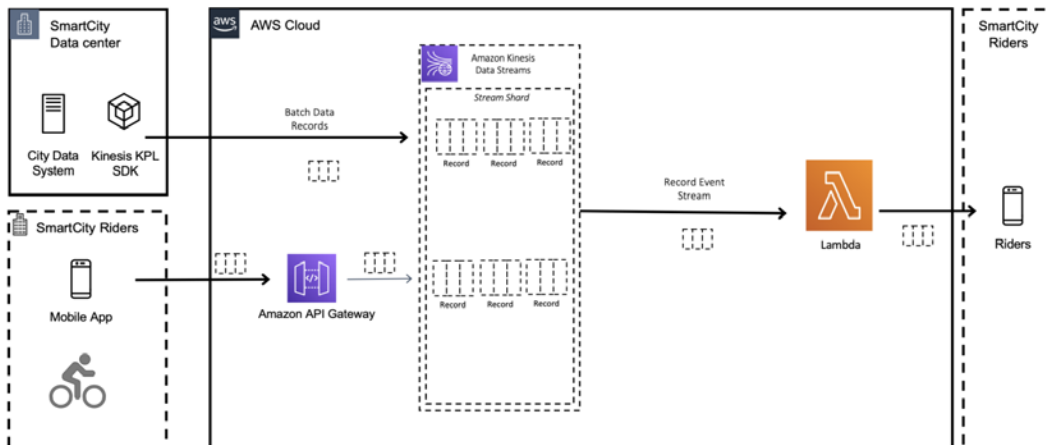 SmartCity
Data center
City Data
System
Kinesis KPL
SDK
SmartCity Riders
Mobile App
aws
AWS Cloud
Batch Data
Records
Amazon API Gateway
Amazon Kinesis
Data Streams
Stream Shard
Record
Record
Record
Record
Record
Record
Record Event
Stream
Lambda
SmartCity
Riders
Riders